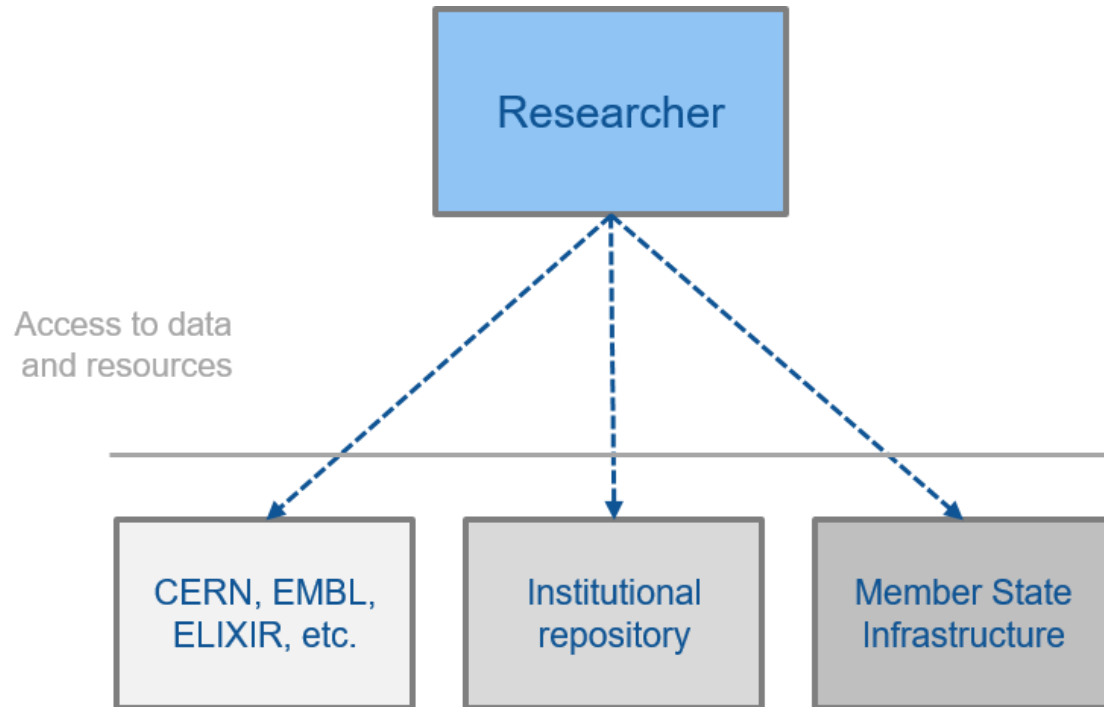 Researcher
Access to data
and resources
CERN, EMBL,
ELIXIR, etc.
Institutional
repository
Member State
Infrastructure